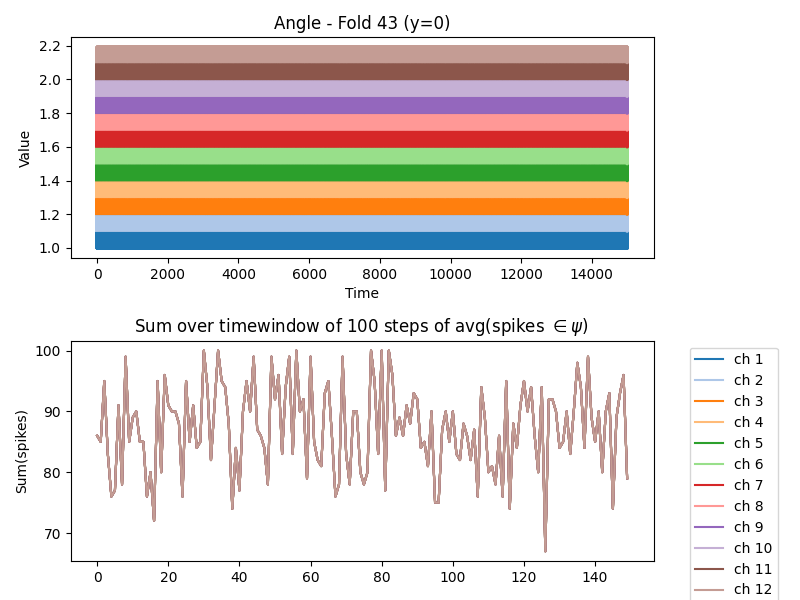 Angle - Fold 43 (y=0)
2.2
2.0
1.8
1.6
1.4
1.2
1.0
Value
0 2000 4000 6000 8000 10000 12000 14000
Time
Sum over timewindow of 100 steps of avg(spikes ∈ ψ)
100
90
80
70
Sum(spikes)
0 20 40 60 80 100 120 140
ch 1
ch 2
ch 3
ch 4
ch 5
ch 6
ch 7
ch 8
ch 9
ch 10
ch 11
ch 12